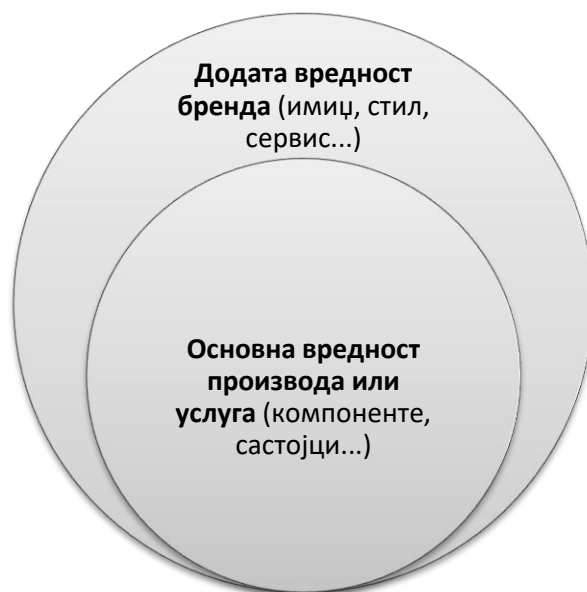 Додата вредност
бренда (имиџ, стил,
сервис...)
Основна вредност
производа или
услуга (компоненте,
састојци...)